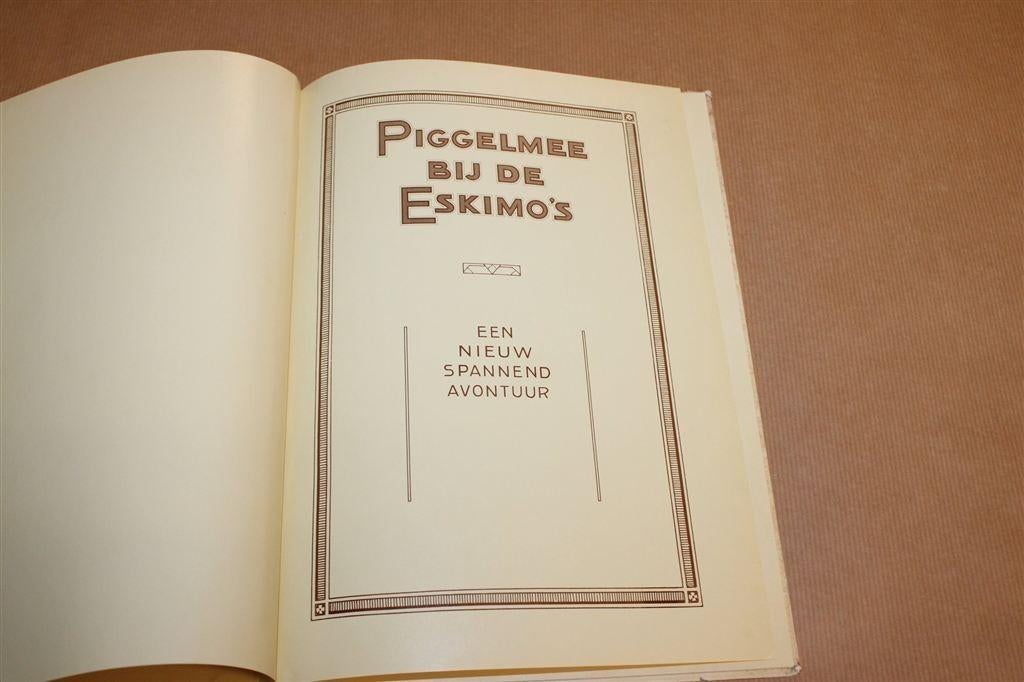 PIGGELMEE
BIJ DE
ESKIMO'S
EEN
NIEUW
SPANNEND
AVONTUUR